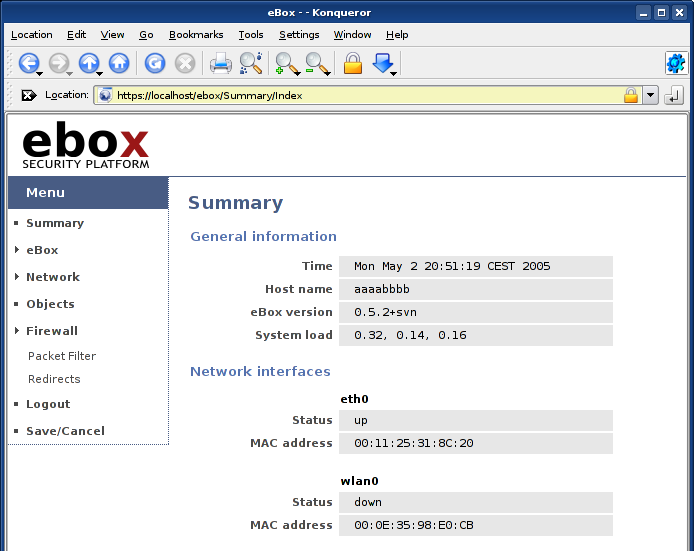 eBox - - Konqueror
Location Edit View Go Bookmarks Tools Settings Window Help
Location: https://localhost/ebox/Summary/Index
ebox
SECURITY PLATFORM
Menu
Summary
eBox
Network
Objects
Firewall
Packet Filter
Redirects
Logout
Save/Cancel
Summary
General information
Time Mon May 2 20:51:19 CEST 2005
Host name aaaabbbb
eBox version 0.5.2+svn
System load 0.32, 0.14, 0.16
Network interfaces
eth0
Status up
MAC address 00:11:25:31:8C:20
wlan0
Status down
MAC address 00:0E:35:98:E0:CB